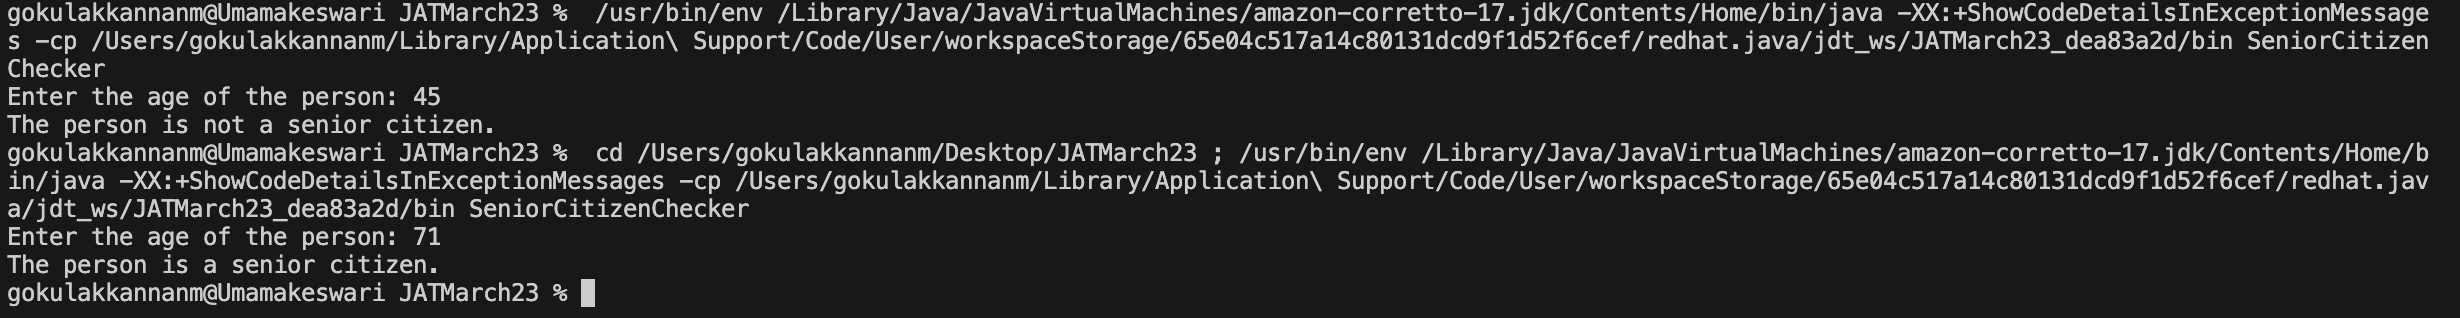 gokulakkannanm@Umamakeswari JATMarch23 %  /usr/bin/env /Library/Java/JavaVirtualMachines/amazon-corretto-17.jdk/Contents/Home/bin/java -XX:+ShowCodeDetailsInExceptionMessage
s -cp /Users/gokulakkannanm/Library/Application\ Support/Code/User/workspaceStorage/65e04c517a14c80131dcd9f1d52f6cef/redhat.java/jdt_ws/JATMarch23_dea83a2d/bin SeniorCitizen
Checker
Enter the age of the person: 45
The person is not a senior citizen.
gokulakkannanm@Umamakeswari JATMarch23 %  cd /Users/gokulakkannanm/Desktop/JATMarch23 ; /usr/bin/env /Library/Java/JavaVirtualMachines/amazon-corretto-17.jdk/Contents/Home/b
in/java -XX:+ShowCodeDetailsInExceptionMessages -cp /Users/gokulakkannanm/Library/Application\ Support/Code/User/workspaceStorage/65e04c517a14c80131dcd9f1d52f6cef/redhat.jav
a/jdt_ws/JATMarch23_dea83a2d/bin SeniorCitizenChecker
Enter the age of the person: 71
The person is a senior citizen.
gokulakkannanm@Umamakeswari JATMarch23 %